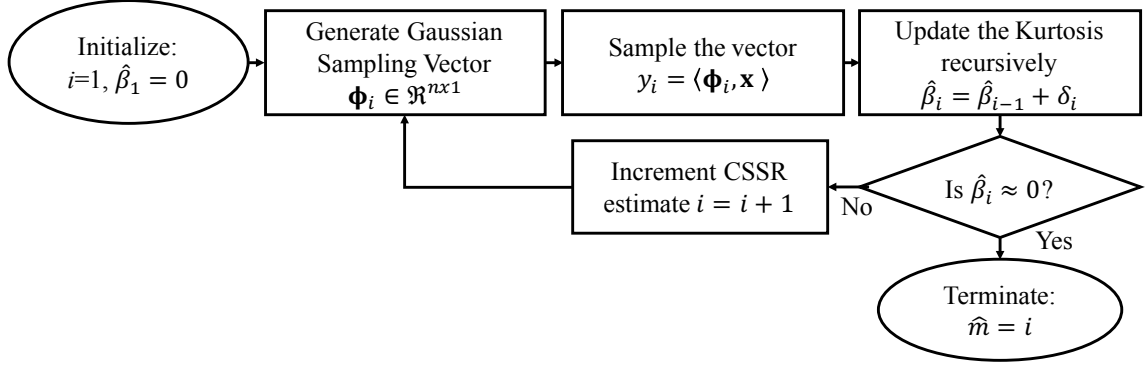 Initialize:
i=1, β̂₁ = 0
Generate Gaussian
Sampling Vector
𝛟ᵢ ∈ ℜⁿˣ¹
Sample the vector
yᵢ = ⟨𝛟ᵢ, 𝐱 ⟩
Update the Kurtosis
recursively
β̂ᵢ = β̂ᵢ₋₁ + δᵢ
Increment CSSR
estimate i = i + 1
No
Is β̂ᵢ ≈ 0?
Yes
Terminate:
m̂ = i